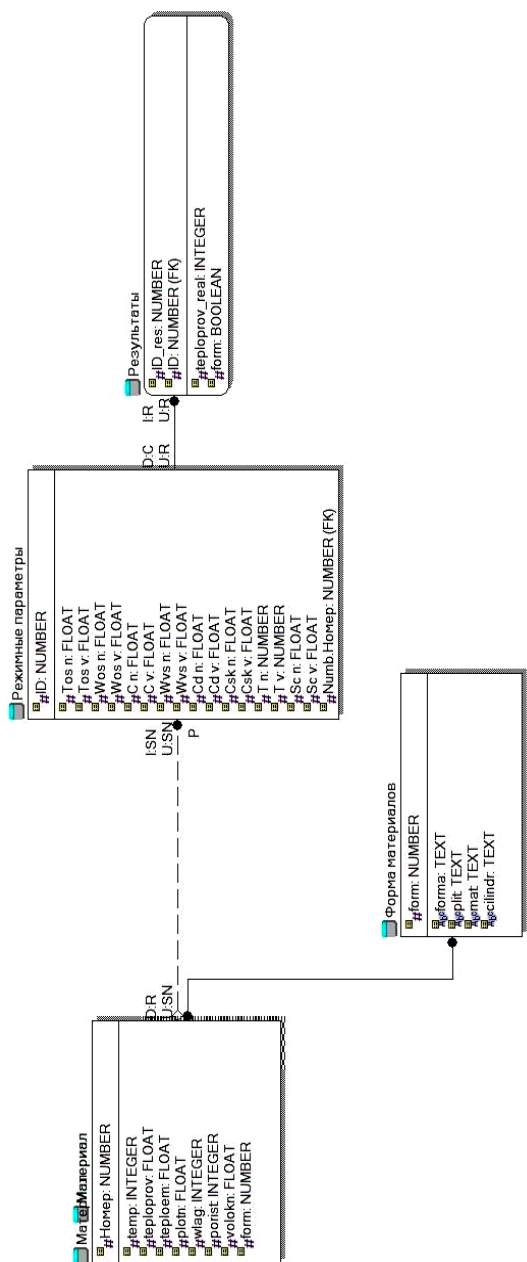 Материал
Материал
#Номер: NUMBER
#temp: INTEGER
#teploprov: FLOAT
#teploem: FLOAT
#plotn: FLOAT
#wlag: INTEGER
#porist: INTEGER
#volokn: FLOAT
#form: NUMBER
D:R
U:SN
I:SN
U:SN
P
Режимные параметры
#ID: NUMBER
#Tos n: FLOAT
#Tos v: FLOAT
#Wos n: FLOAT
#Wos v: FLOAT
#C n: FLOAT
#C v: FLOAT
#Wvs n: FLOAT
#Wvs v: FLOAT
#Cd n: FLOAT
#Cd v: FLOAT
#Csk n: FLOAT
#Csk v: FLOAT
#T n: NUMBER
#T v: NUMBER
#Sc n: FLOAT
#Sc v: FLOAT
#Numb.Номер: NUMBER (FK)
D:C
U:R
I:R
U:R
Результаты
#ID_res: NUMBER
#ID: NUMBER (FK)
#teploprov_real: INTEGER
#form: BOOLEAN
Форма материалов
#form: NUMBER
forma: TEXT
plit: TEXT
mat: TEXT
cilindr: TEXT